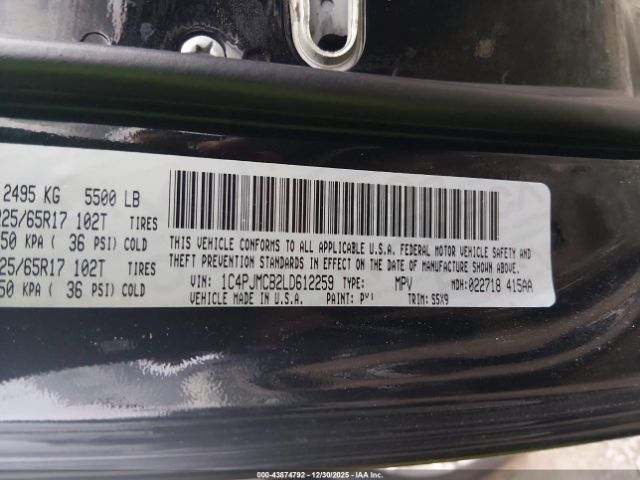 2495 KG 5500 LB
225/65R17 102T TIRES
50 KPA ( 36 PSI) COLD
25/65R17 102T TIRES
50 KPA ( 36 PSI) COLD
THIS VEHICLE CONFORMS TO ALL APPLICABLE U.S.A. FEDERAL MOTOR VEHICLE SAFETY AND
THEFT PREVENTION STANDARDS IN EFFECT ON THE DATE OF MANUFACTURE SHOWN ABOVE.
VIN: 1C4PJMCB2LD612259 TYPE: MPV MDH: 022718 415AA
VEHICLE MADE IN U.S.A. PAINT: TRIM: S5X9
000-43874792 - 12/30/2025 - IAAI.COM